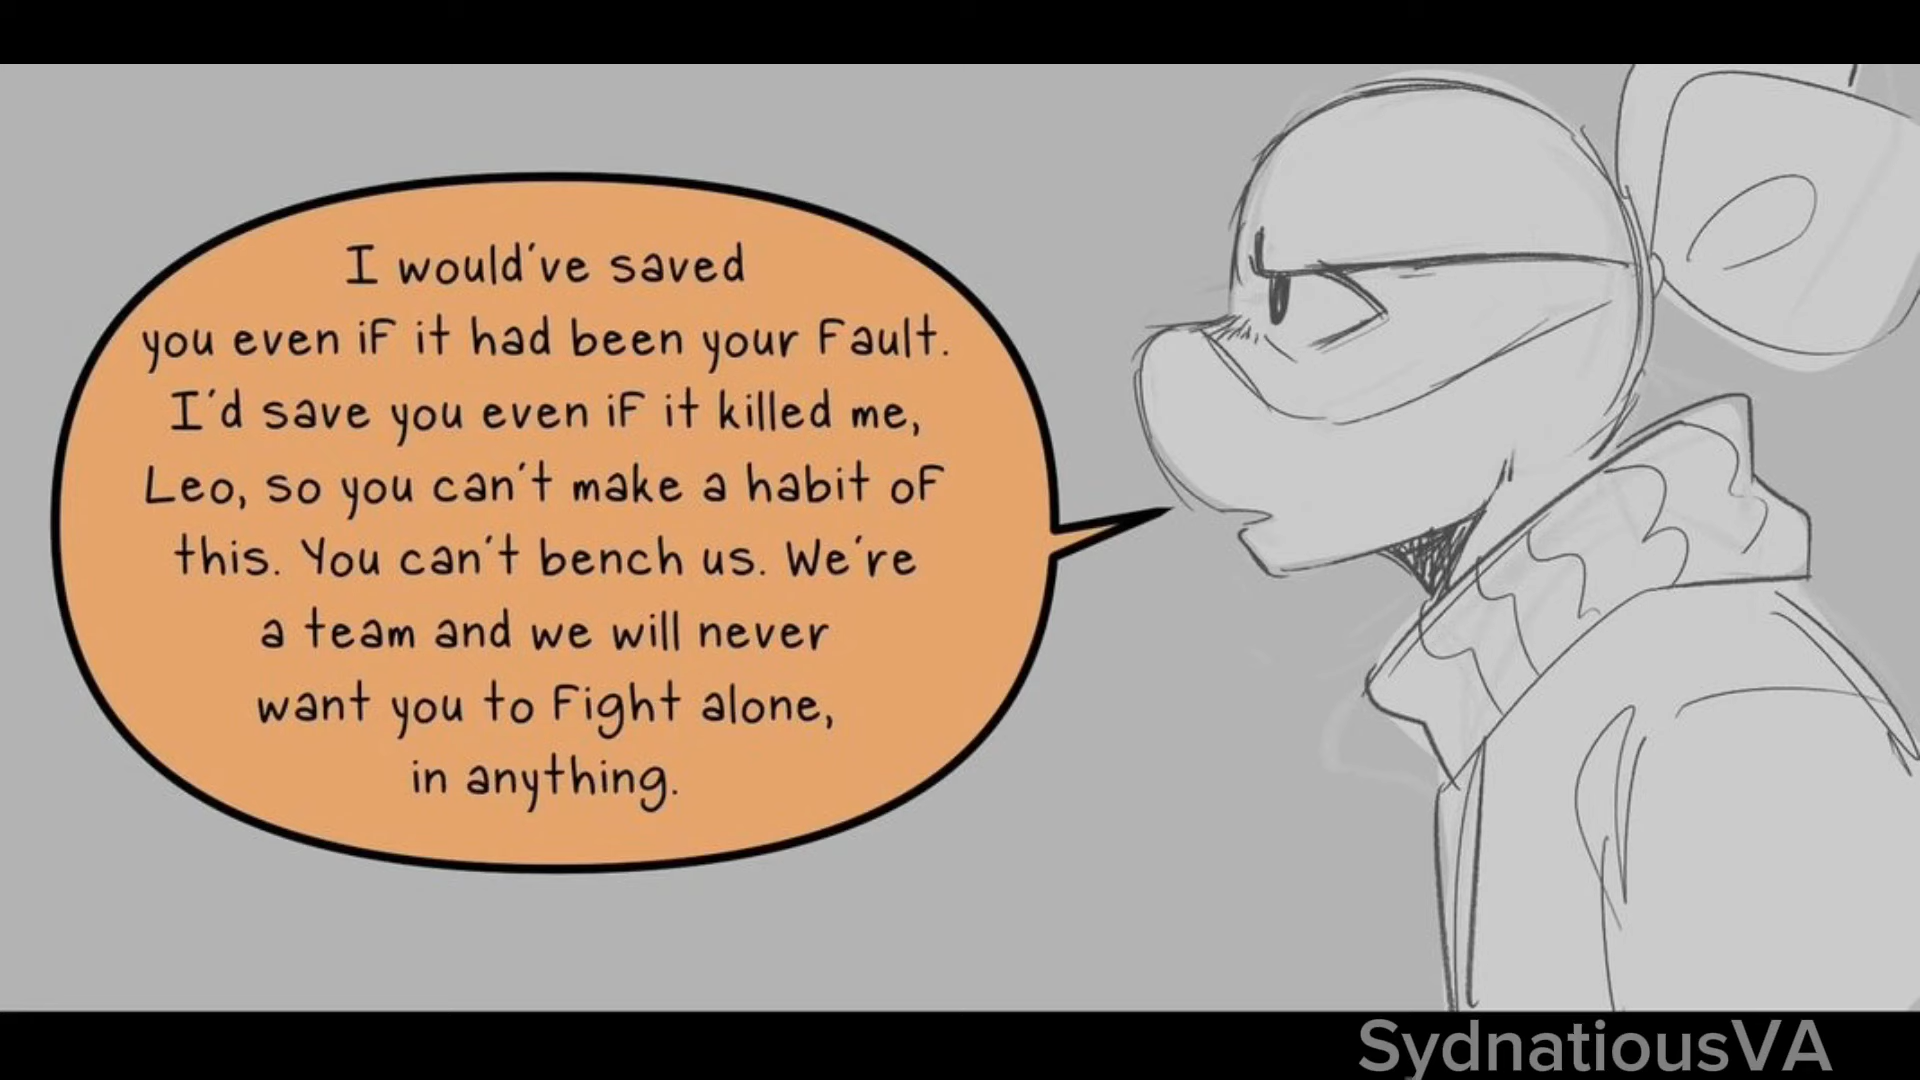 I would've saved
you even if it had been your fault.
I'd save you even if it killed me,
Leo, so you can't make a habit of
this. You can't bench us. We're
a team and we will never
want you to fight alone,
in anything.
SydnatiousVA